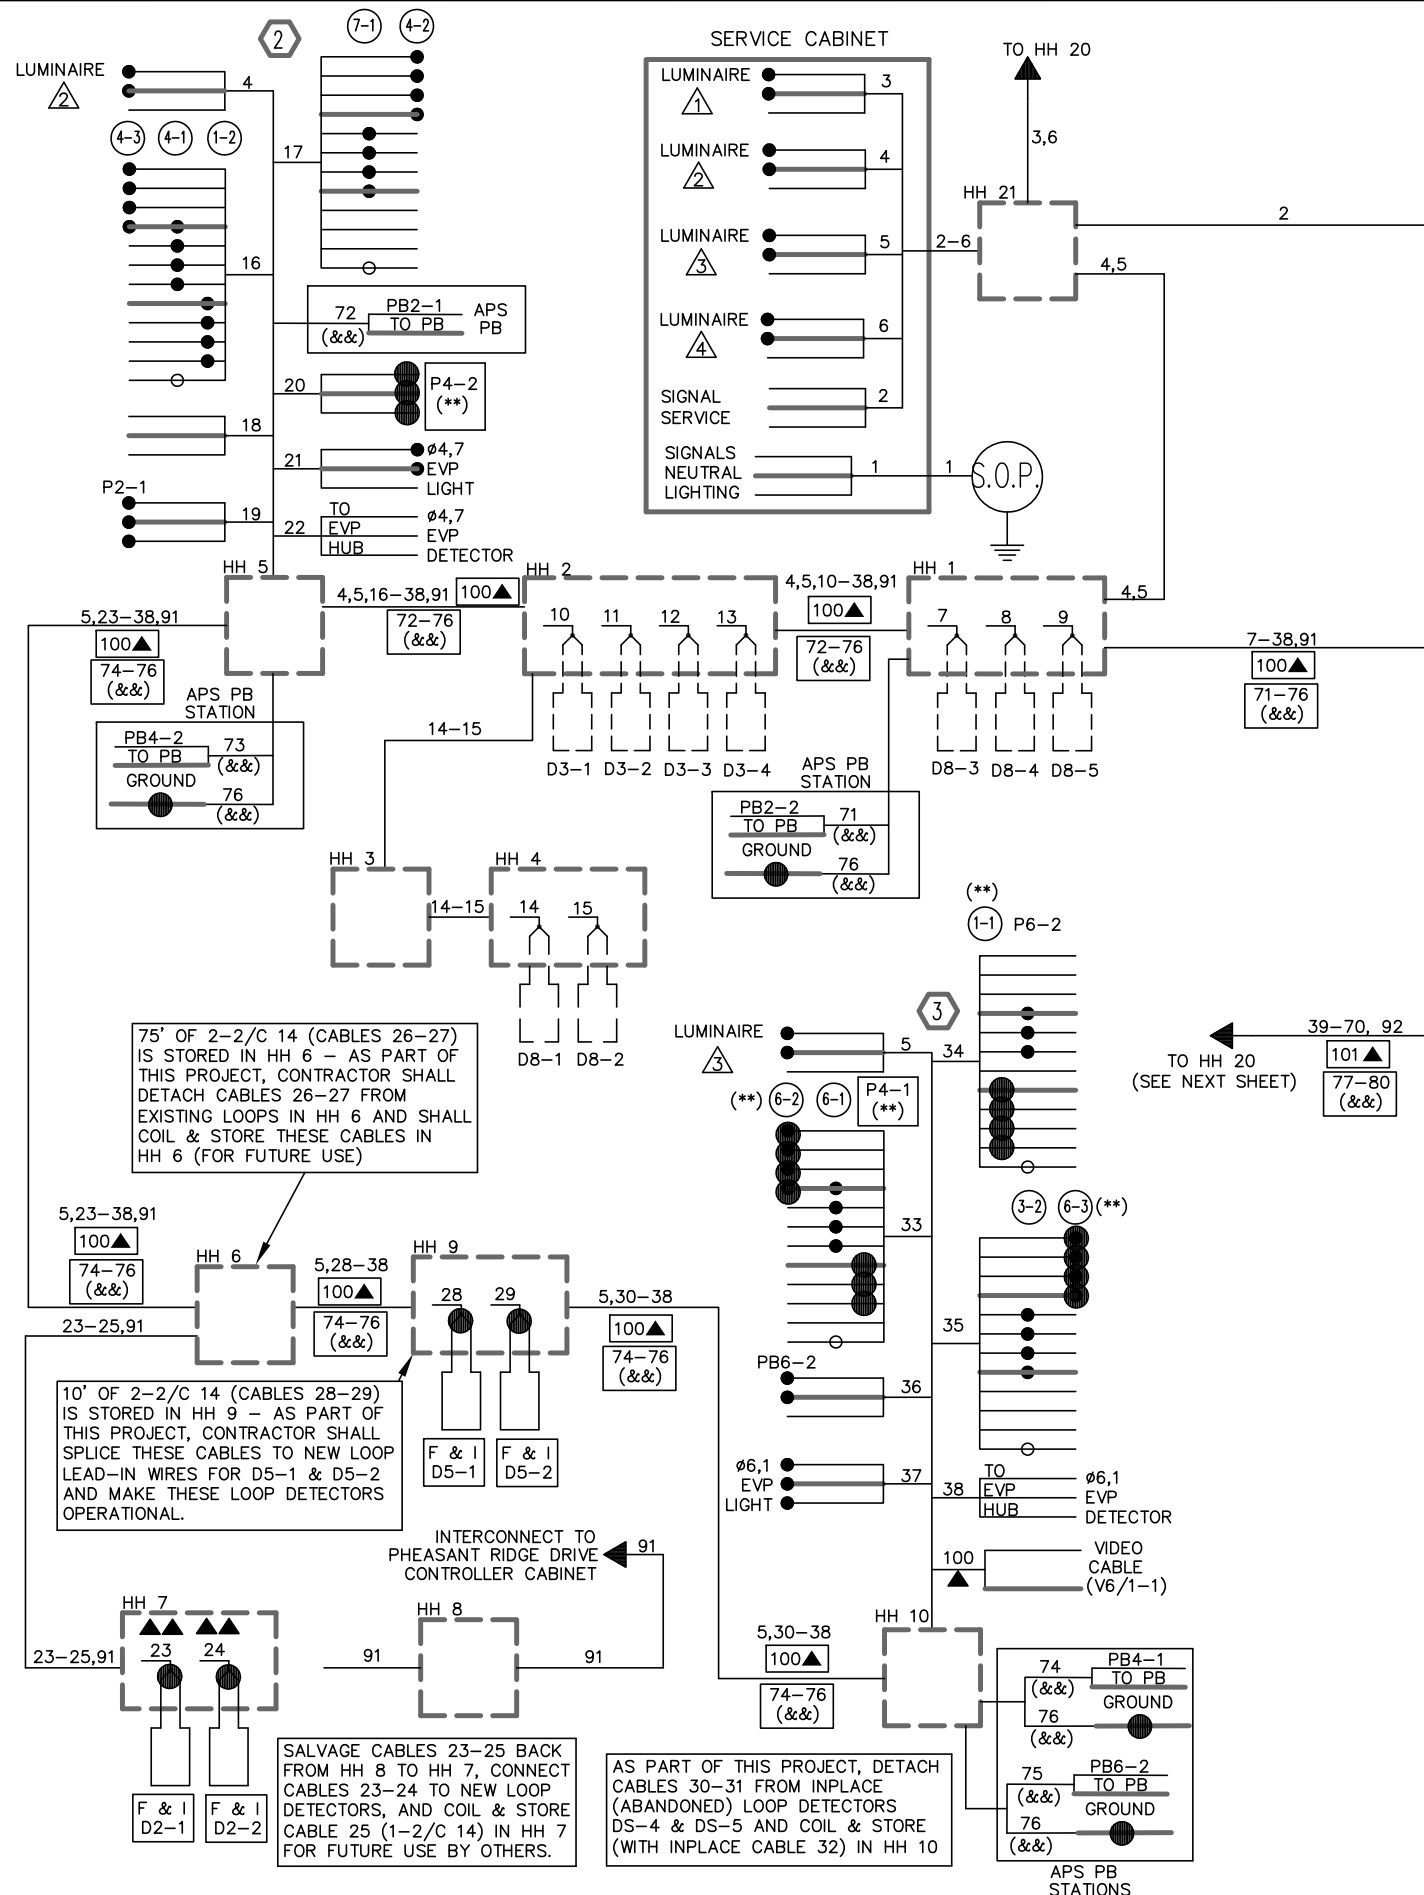 2
7-1
4-2
LUMINAIRE
2
4
4-3
4-1
1-2
17
16
72
(&&)
PB2-1
TO PB
APS
PB
20
P4-2
(**)
18
21
ø4,7
EVP
LIGHT
P2-1
19
22
TO
EVP
HUB
ø4,7
EVP
DETECTOR
SERVICE CABINET
LUMINAIRE
1
3
LUMINAIRE
2
4
LUMINAIRE
3
5
2-6
LUMINAIRE
4
6
SIGNAL
SERVICE
2
SIGNALS
NEUTRAL
LIGHTING
1
1
S.O.P.
TO HH 20
3,6
HH 21
2
4,5
HH 5
4,5,16-38,91
100▲
72-76
(&&)
HH 2
10
11
12
13
D3-1
D3-2
D3-3
D3-4
4,5,10-38,91
100▲
72-76
(&&)
HH 1
7
8
9
D8-3
D8-4
D8-5
4,5
7-38,91
100▲
71-76
(&&)
5,23-38,91
100▲
74-76
(&&)
APS PB
STATION
PB4-2
TO PB
73
(&&)
GROUND
76
(&&)
14-15
APS PB
STATION
PB2-2
TO PB
71
(&&)
GROUND
76
(&&)
HH 3
14-15
HH 4
14
15
D8-1
D8-2
(**)
1-1
P6-2
3
LUMINAIRE
3
5
34
(**)
6-2
6-1
P4-1
(**)
33
39-70, 92
101▲
77-80
(&&)
TO HH 20
(SEE NEXT SHEET)
3-2
6-3
(**)
35
75' OF 2-2/C 14 (CABLES 26-27)
IS STORED IN HH 6 - AS PART OF
THIS PROJECT, CONTRACTOR SHALL
DETACH CABLES 26-27 FROM
EXISTING LOOPS IN HH 6 AND SHALL
COIL & STORE THESE CABLES IN
HH 6 (FOR FUTURE USE)
5,23-38,91
100▲
74-76
(&&)
HH 6
5,28-38
100▲
74-76
(&&)
HH 9
28
29
F & I
D5-1
F & I
D5-2
5,30-38
100▲
74-76
(&&)
23-25,91
10' OF 2-2/C 14 (CABLES 28-29)
IS STORED IN HH 9 - AS PART OF
THIS PROJECT, CONTRACTOR SHALL
SPLICE THESE CABLES TO NEW LOOP
LEAD-IN WIRES FOR D5-1 & D5-2
AND MAKE THESE LOOP DETECTORS
OPERATIONAL.
PB6-2
36
ø6,1
EVP
LIGHT
37
38
TO
EVP
HUB
ø6,1
EVP
DETECTOR
100
▲
VIDEO
CABLE
(V6/1-1)
INTERCONNECT TO
PHEASANT RIDGE DRIVE
CONTROLLER CABINET
91
HH 7
▲▲ ▲▲
23
24
23-25,91
F & I
D2-1
F & I
D2-2
HH 8
91
91
HH 10
5,30-38
100▲
74-76
(&&)
74
(&&)
PB4-1
TO PB
GROUND
76
(&&)
75
(&&)
PB6-2
TO PB
GROUND
76
(&&)
APS PB
STATIONS
SALVAGE CABLES 23-25 BACK
FROM HH 8 TO HH 7, CONNECT
CABLES 23-24 TO NEW LOOP
DETECTORS, AND COIL & STORE
CABLE 25 (1-2/C 14) IN HH 7
FOR FUTURE USE BY OTHERS.
AS PART OF THIS PROJECT, DETACH
CABLES 30-31 FROM INPLACE
(ABANDONED) LOOP DETECTORS
DS-4 & DS-5 AND COIL & STORE
(WITH INPLACE CABLE 32) IN HH 10